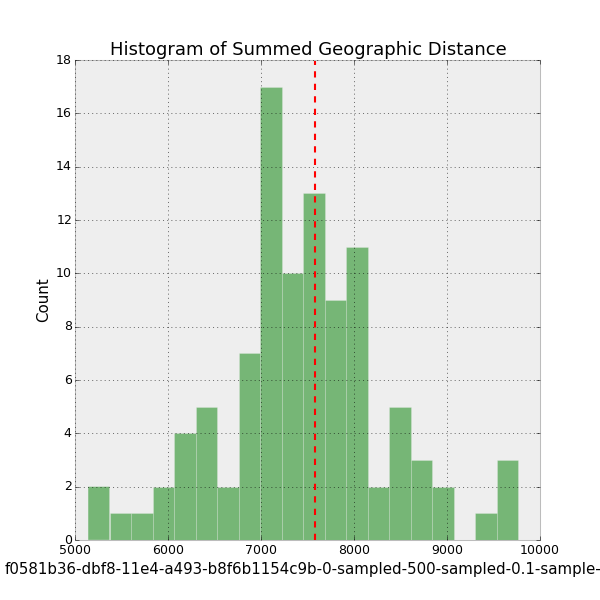 Histogram of Summed Geographic Distance
18
16
14
12
10
8
6
4
2
0
Count
5000 6000 7000 8000 9000 10000
f0581b36-dbf8-11e4-a493-b8f6b1154c9b-0-sampled-500-sampled-0.1-sample-